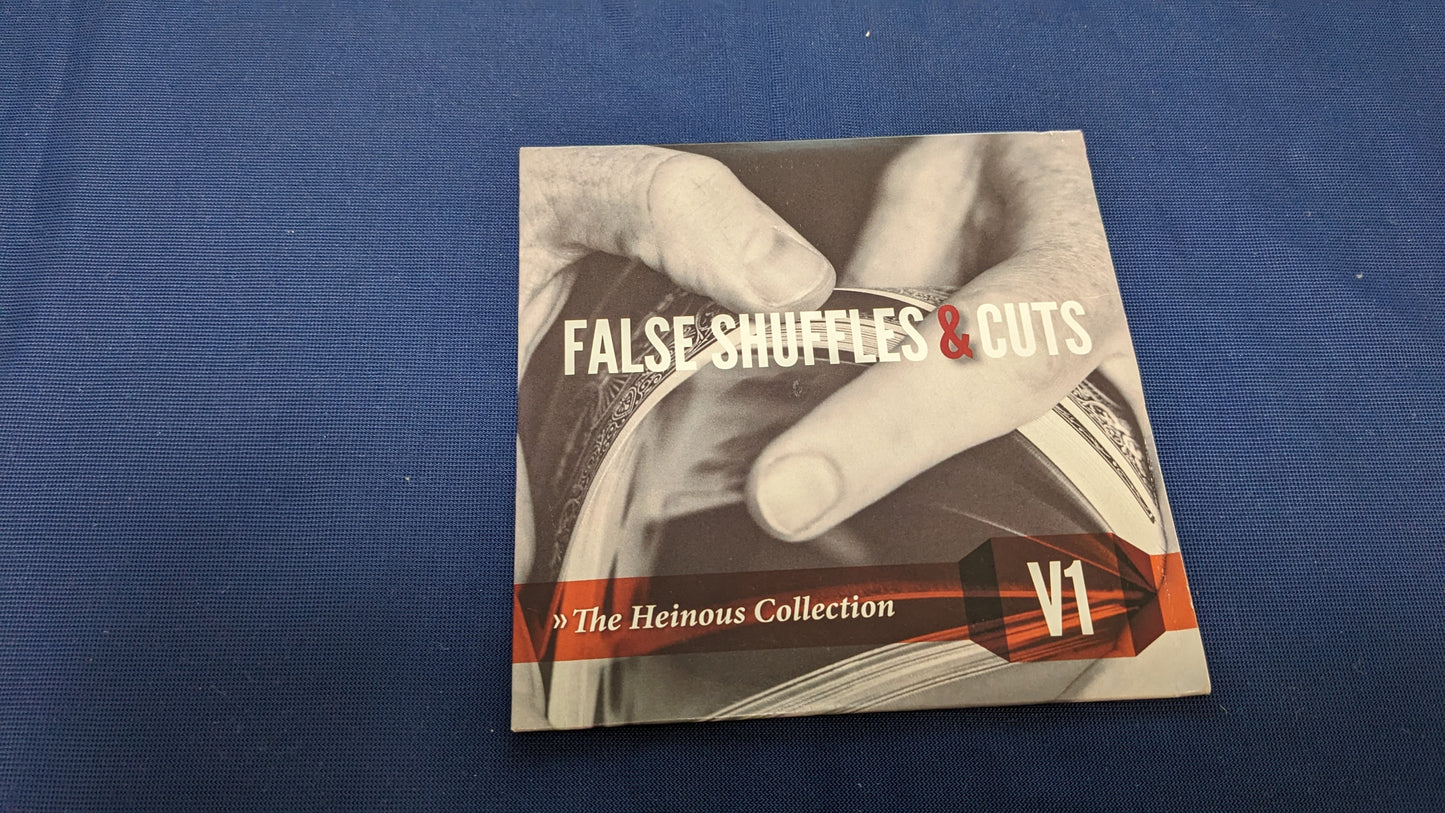 FALSE SHUFFLES & CUTS
» The Heinous Collection
V1